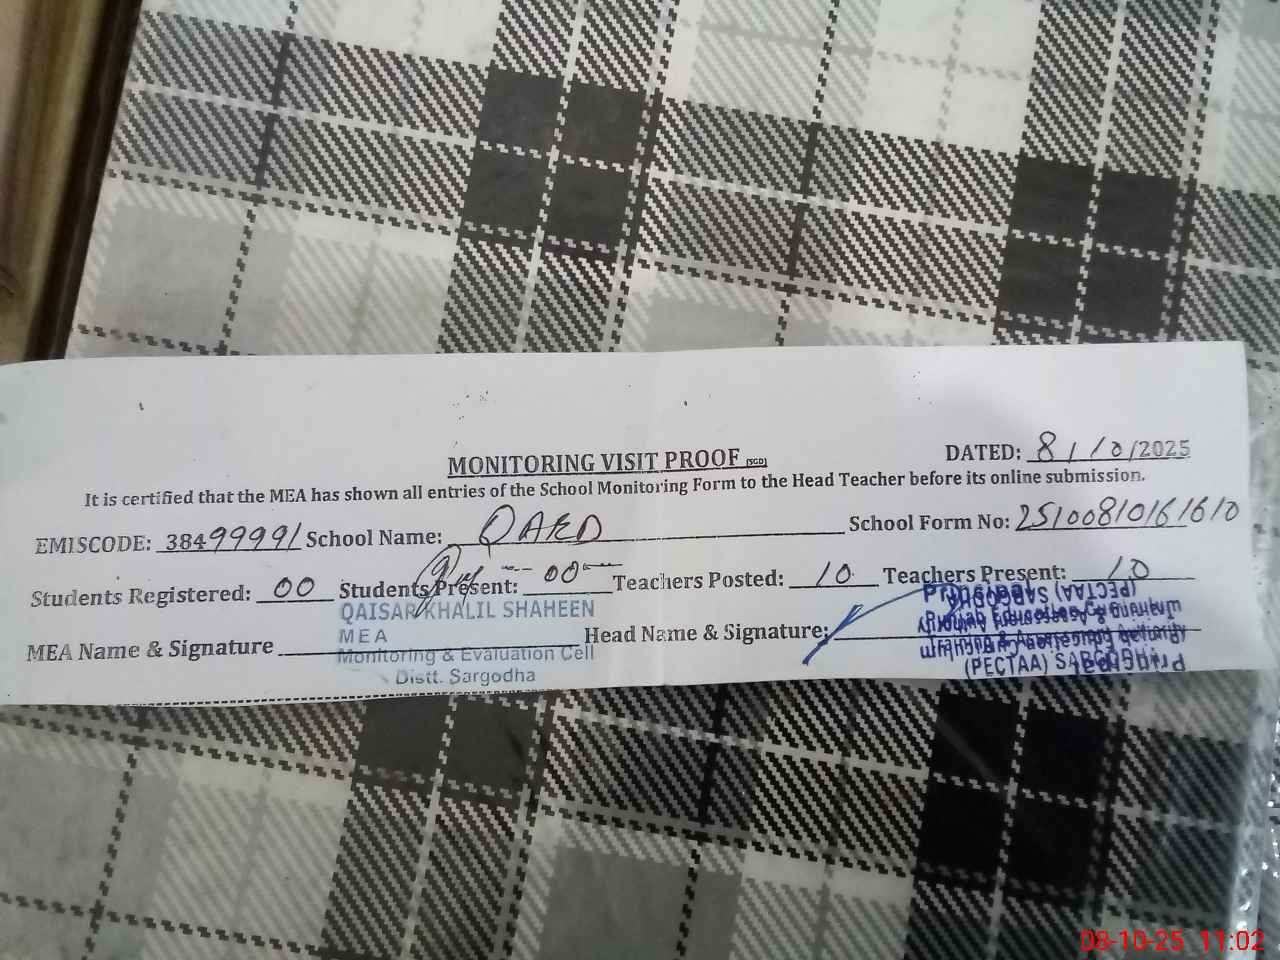 MONITORING VISIT PROOF (SGD) DATED: 8/10/2025
It is certified that the MEA has shown all entries of the School Monitoring Form to the Head Teacher before its online submission.
EMISCODE: 38499991 School Name: QAED School Form No: 25100810161610
Students Registered: 00 Students Present: 00 Teachers Posted: 10 Teachers Present: 10
QAISAR KHALIL SHAHEEN
MEA Name & Signature MEA Head Name & Signature:
Monitoring & Evaluation Cell
Distt. Sargodha
Principal
(PECTAA) SARGODHA
08-10-25 11:02